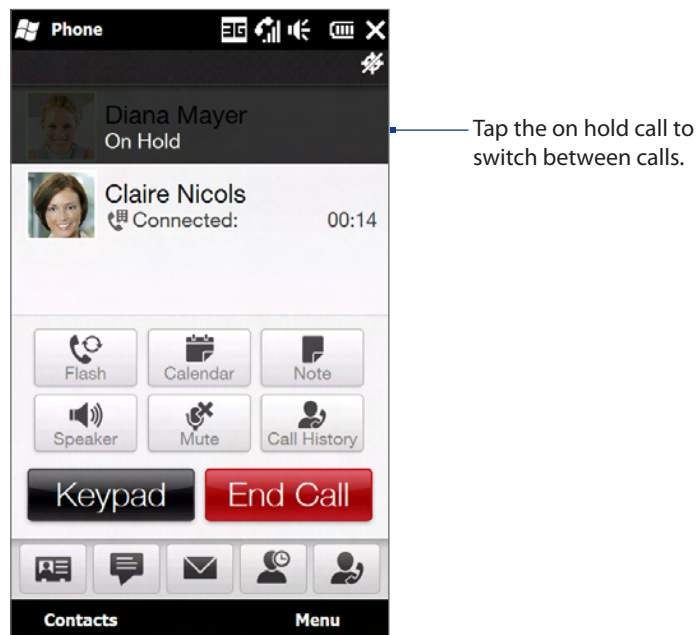 Phone
3G
Diana Mayer
On Hold
Tap the on hold call to
switch between calls.
Claire Nicols
Connected: 00:14
Flash Calendar Note
Speaker Mute Call History
Keypad End Call
Contacts Menu